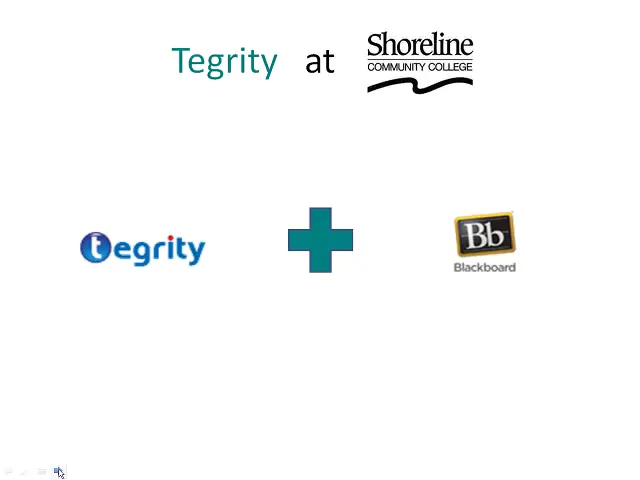 Tegrity at Shoreline
COMMUNITY COLLEGE
tegrity
Bb
Blackboard